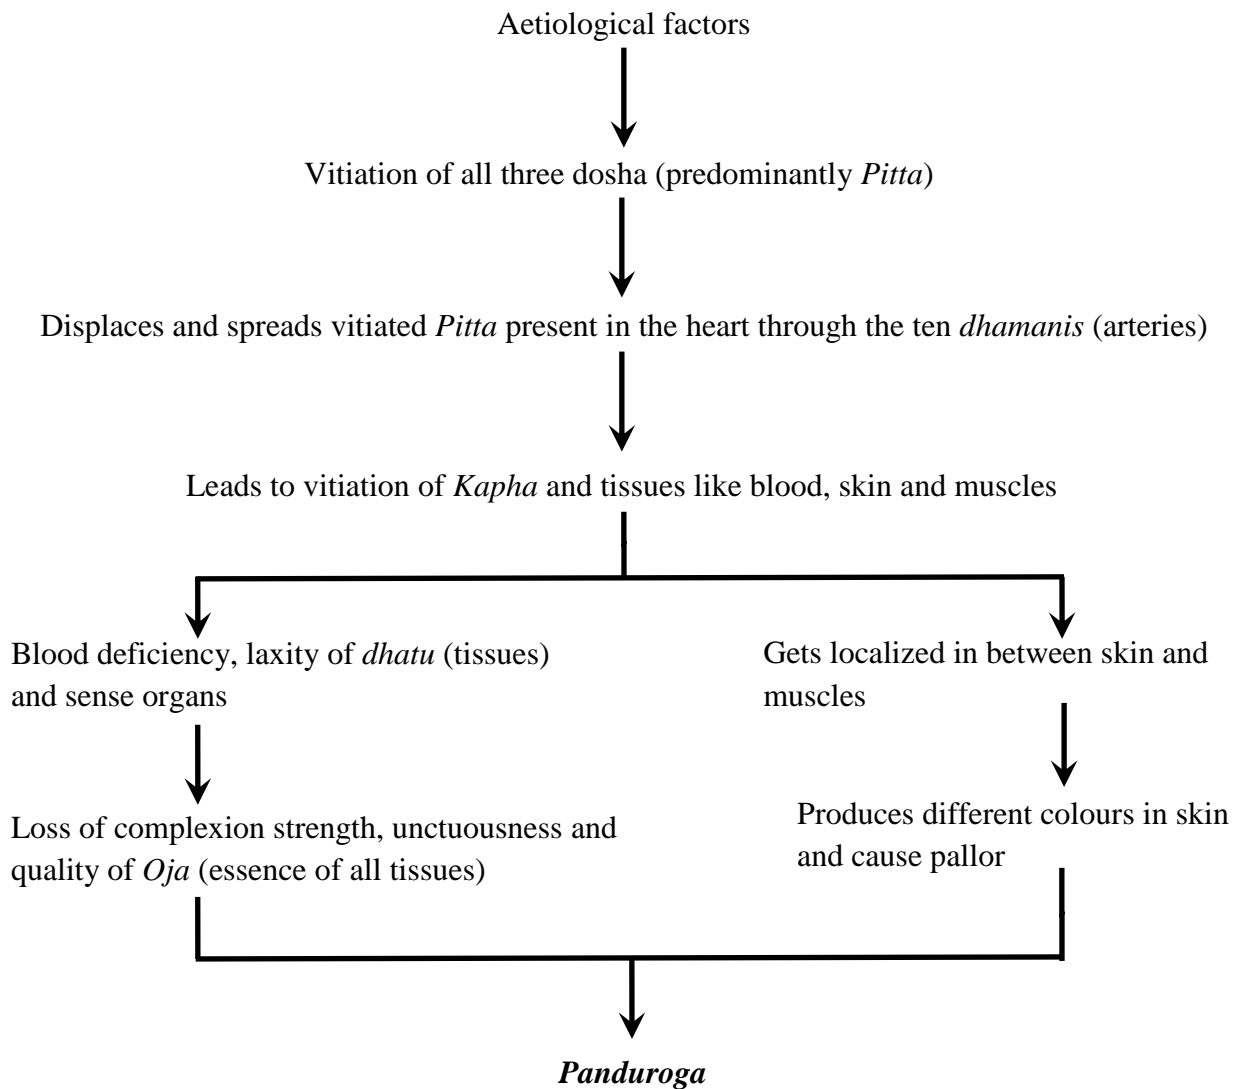 Aetiological factors
Vitiation of all three dosha (predominantly Pitta)
Displaces and spreads vitiated Pitta present in the heart through the ten dhamanis (arteries)
Leads to vitiation of Kapha and tissues like blood, skin and muscles
Blood deficiency, laxity of dhatu (tissues)
and sense organs
Loss of complexion strength, unctuousness and
quality of Oja (essence of all tissues)
Gets localized in between skin and
muscles
Produces different colours in skin
and cause pallor
Panduroga